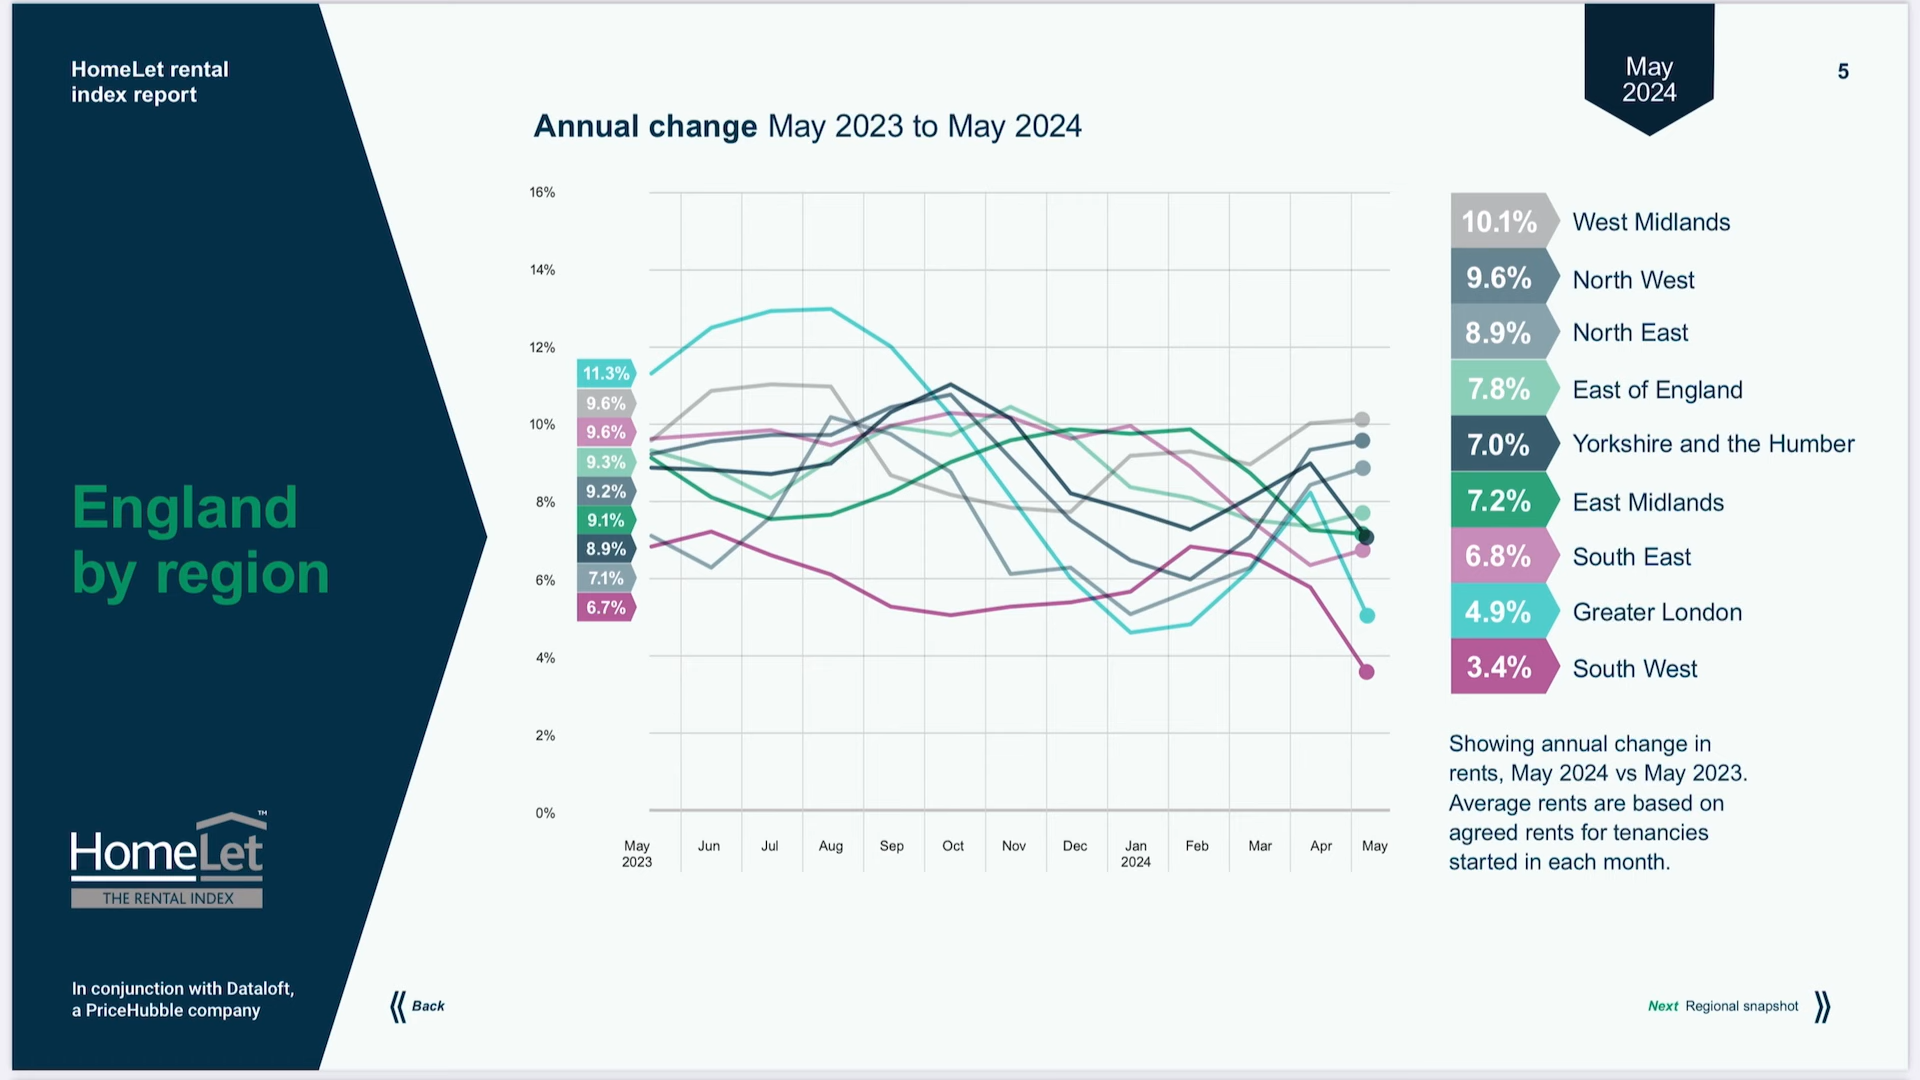 HomeLet rental
index report
May
2024
5
Annual change May 2023 to May 2024
England
by region
16%
14%
12%
10%
8%
6%
4%
2%
0%
11.3%
9.6%
9.6%
9.3%
9.2%
9.1%
8.9%
7.1%
6.7%
May
2023
Jun
Jul
Aug
Sep
Oct
Nov
Dec
Jan
2024
Feb
Mar
Apr
May
10.1% West Midlands
9.6% North West
8.9% North East
7.8% East of England
7.0% Yorkshire and the Humber
7.2% East Midlands
6.8% South East
4.9% Greater London
3.4% South West
Showing annual change in
rents, May 2024 vs May 2023.
Average rents are based on
agreed rents for tenancies
started in each month.
HomeLet™
THE RENTAL INDEX
In conjunction with Dataloft,
a PriceHubble company
Back
Next Regional snapshot